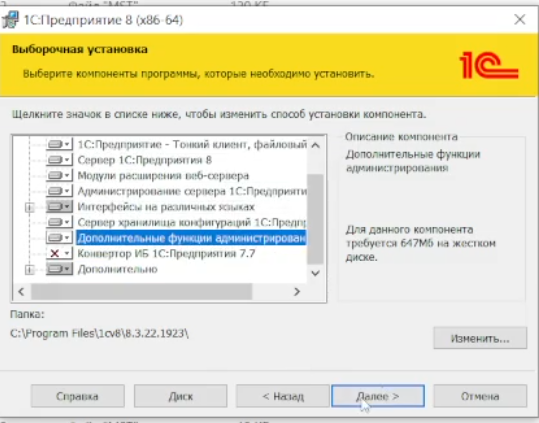 Файл "MST"
1С:Предприятие 8 (x86-64)
Выборочная установка
Выберите компоненты программы, которые необходимо установить.
1С
Щелкните значок в списке ниже, чтобы изменить способ установки компонента.
1С:Предприятие - Тонкий клиент, файловый
Сервер 1С:Предприятия 8
Модули расширения веб-сервера
Администрирование сервера 1С:Предприяти
Интерфейсы на различных языках
Сервер хранилища конфигураций 1С:Предпр
Дополнительные функции администрирован
Конвертор ИБ 1С:Предприятия 7.7
Дополнительно
Описание компонента
Дополнительные функции
администрирования
Для данного компонента
требуется 647Мб на жестком
диске.
Папка:
C:\Program Files\1cv8\8.3.22.1923\
Изменить...
Справка
Диск
< Назад
Далее >
Отмена